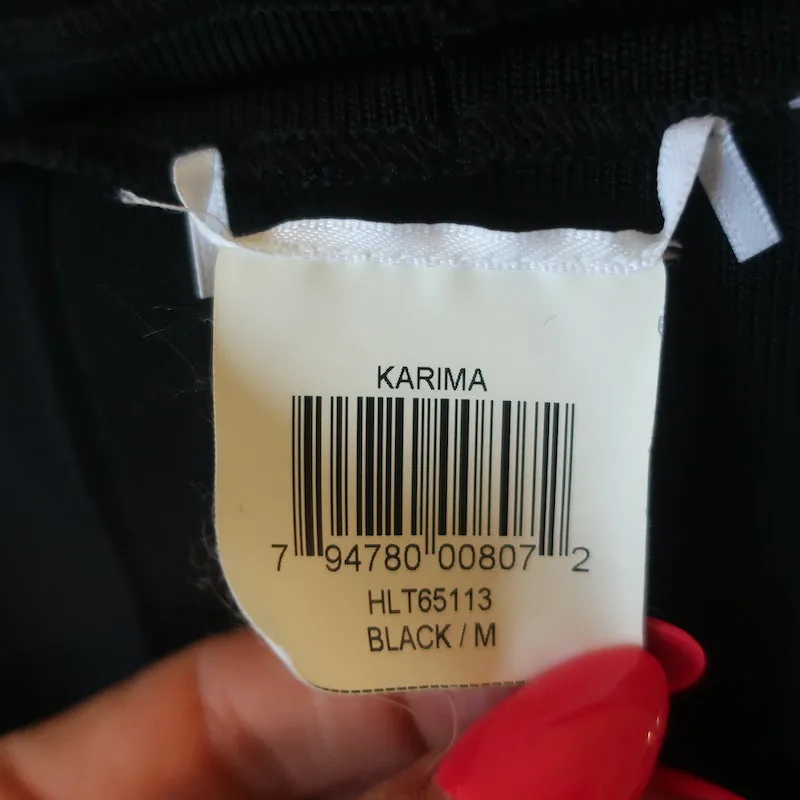 KARIMA
7 94780 00807 2
HLT65113
BLACK / M